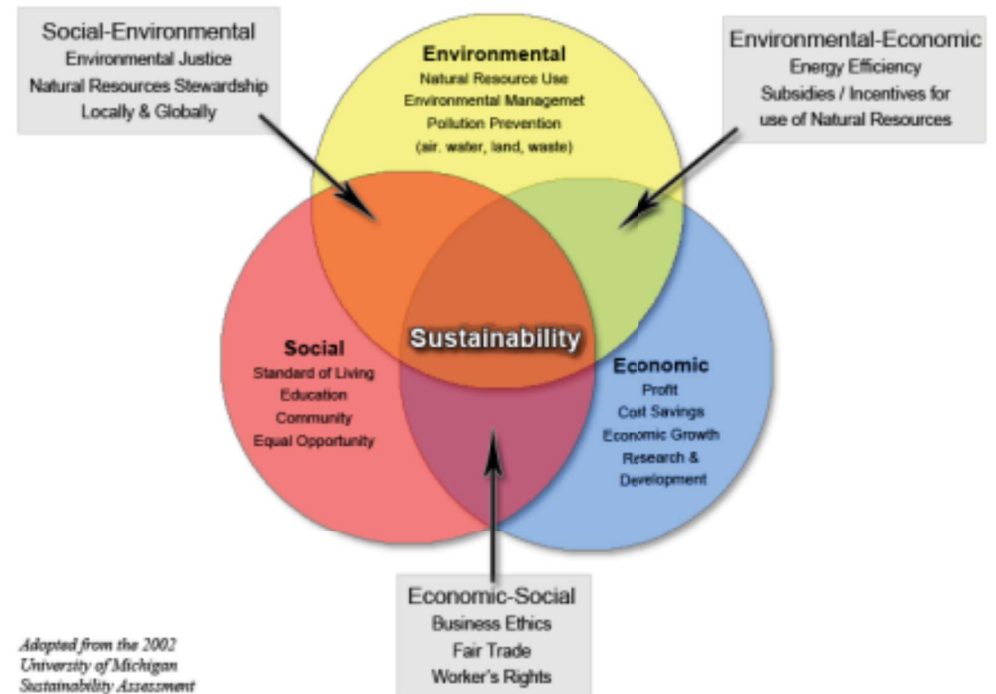 Social-Environmental
Environmental Justice
Natural Resources Stewardship
Locally & Globally
Environmental
Natural Resource Use
Environmental Managemet
Pollution Prevention
(air. water, land, waste)
Environmental-Economic
Energy Efficiency
Subsidies / Incentives for
use of Natural Resources
Sustainability
Social
Standard of Living
Education
Community
Equal Opportunity
Economic
Profit
Cost Savings
Economic Growth
Research &
Development
Economic-Social
Business Ethics
Fair Trade
Worker's Rights
Adopted from the 2002
University of Michigan
Sustainability Assessment